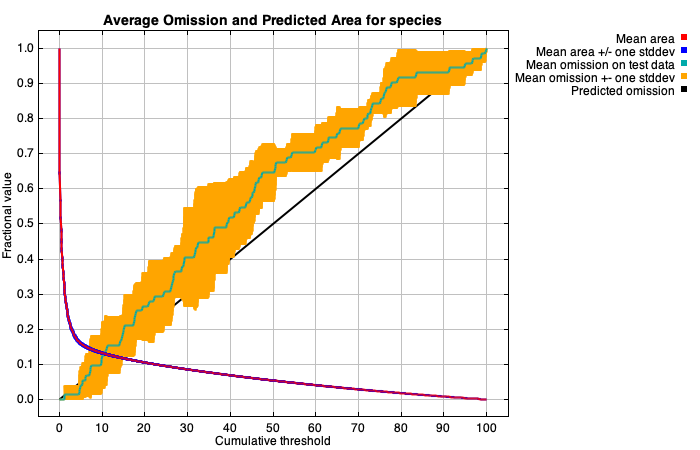 Average Omission and Predicted Area for species
Mean area
Mean area +/- one stddev
Mean omission on test data
Mean omission +- one stddev
Predicted omission
Fractional value
1.0
0.9
0.8
0.7
0.6
0.5
0.4
0.3
0.2
0.1
0.0
0 10 20 30 40 50 60 70 80 90 100
Cumulative threshold